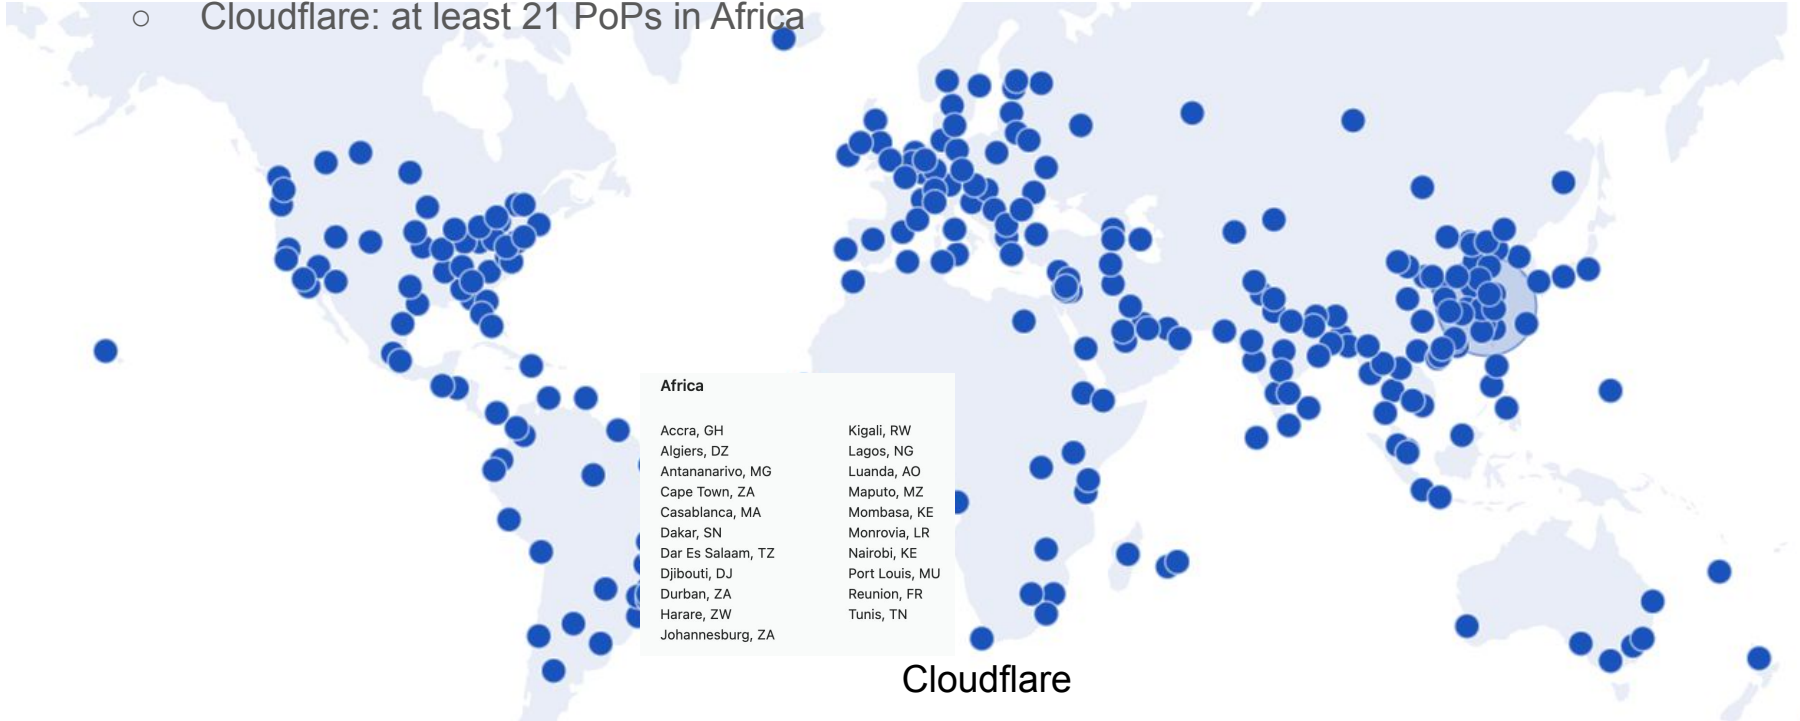 ○ Cloudflare: at least 21 PoPs in Africa
Africa
Accra, GH
Algiers, DZ
Antananarivo, MG
Cape Town, ZA
Casablanca, MA
Dakar, SN
Dar Es Salaam, TZ
Djibouti, DJ
Durban, ZA
Harare, ZW
Johannesburg, ZA
Kigali, RW
Lagos, NG
Luanda, AO
Maputo, MZ
Mombasa, KE
Monrovia, LR
Nairobi, KE
Port Louis, MU
Reunion, FR
Tunis, TN
Cloudflare